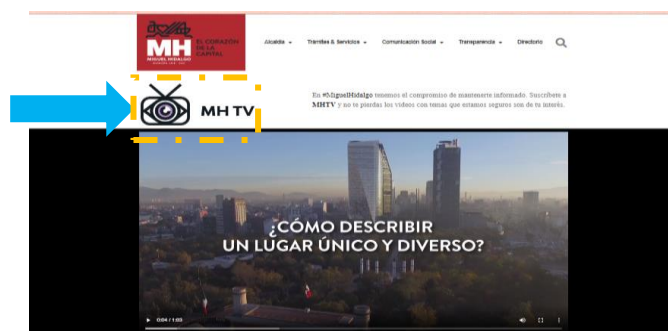 MH
MIGUEL HIDALGO
EL CORAZÓN
DE LA
CAPITAL
Alcaldía
Trámites & Servicios
Comunicación Social
Transparencia
Directorio
MH TV
En #MiguelHidalgo tenemos el compromiso de mantenerte informado. Suscríbete a
MHTV y no te pierdas los videos con temas que estamos seguros son de tu interés.
¿CÓMO DESCRIBIR
UN LUGAR ÚNICO Y DIVERSO?
0:04 / 1:03